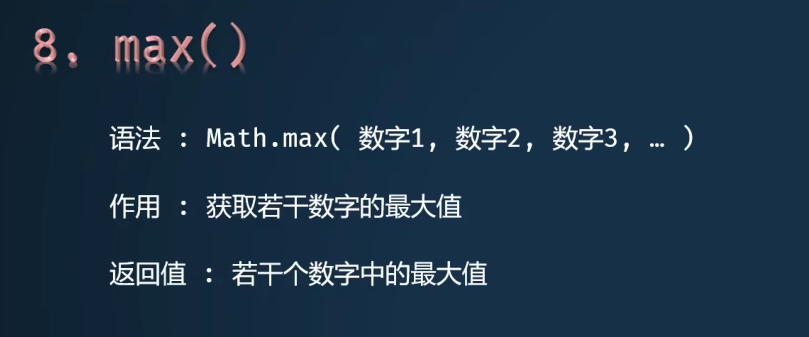 8. max()
语法 : Math.max( 数字1, 数字2, 数字3, … )
作用 : 获取若干数字的最大值
返回值 : 若干个数字中的最大值